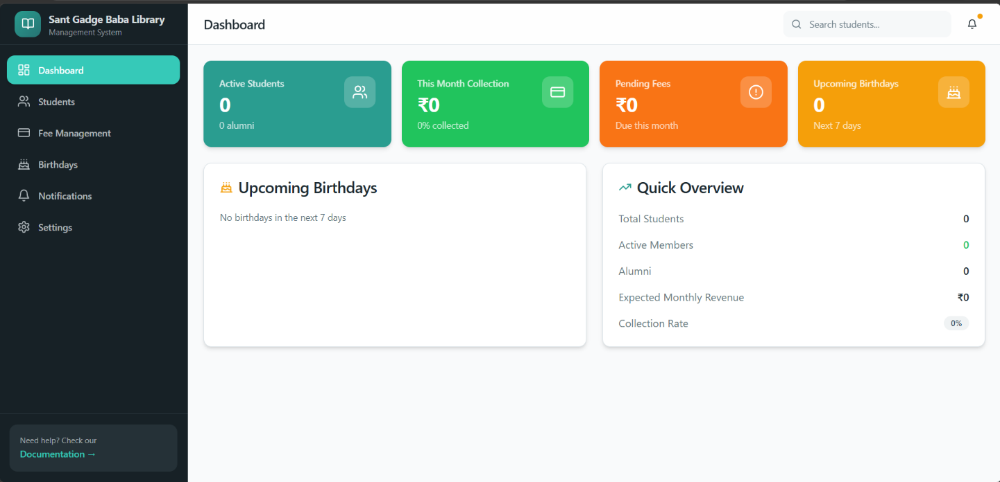 Sant Gadge Baba Library
Management System
Dashboard
Students
Fee Management
Birthdays
Notifications
Settings
Need help? Check our
Documentation →
Dashboard
Search students...
Active Students
0
0 alumni
This Month Collection
₹0
0% collected
Pending Fees
₹0
Due this month
Upcoming Birthdays
0
Next 7 days
Upcoming Birthdays
No birthdays in the next 7 days
Quick Overview
Total Students 0
Active Members 0
Alumni 0
Expected Monthly Revenue ₹0
Collection Rate 0%